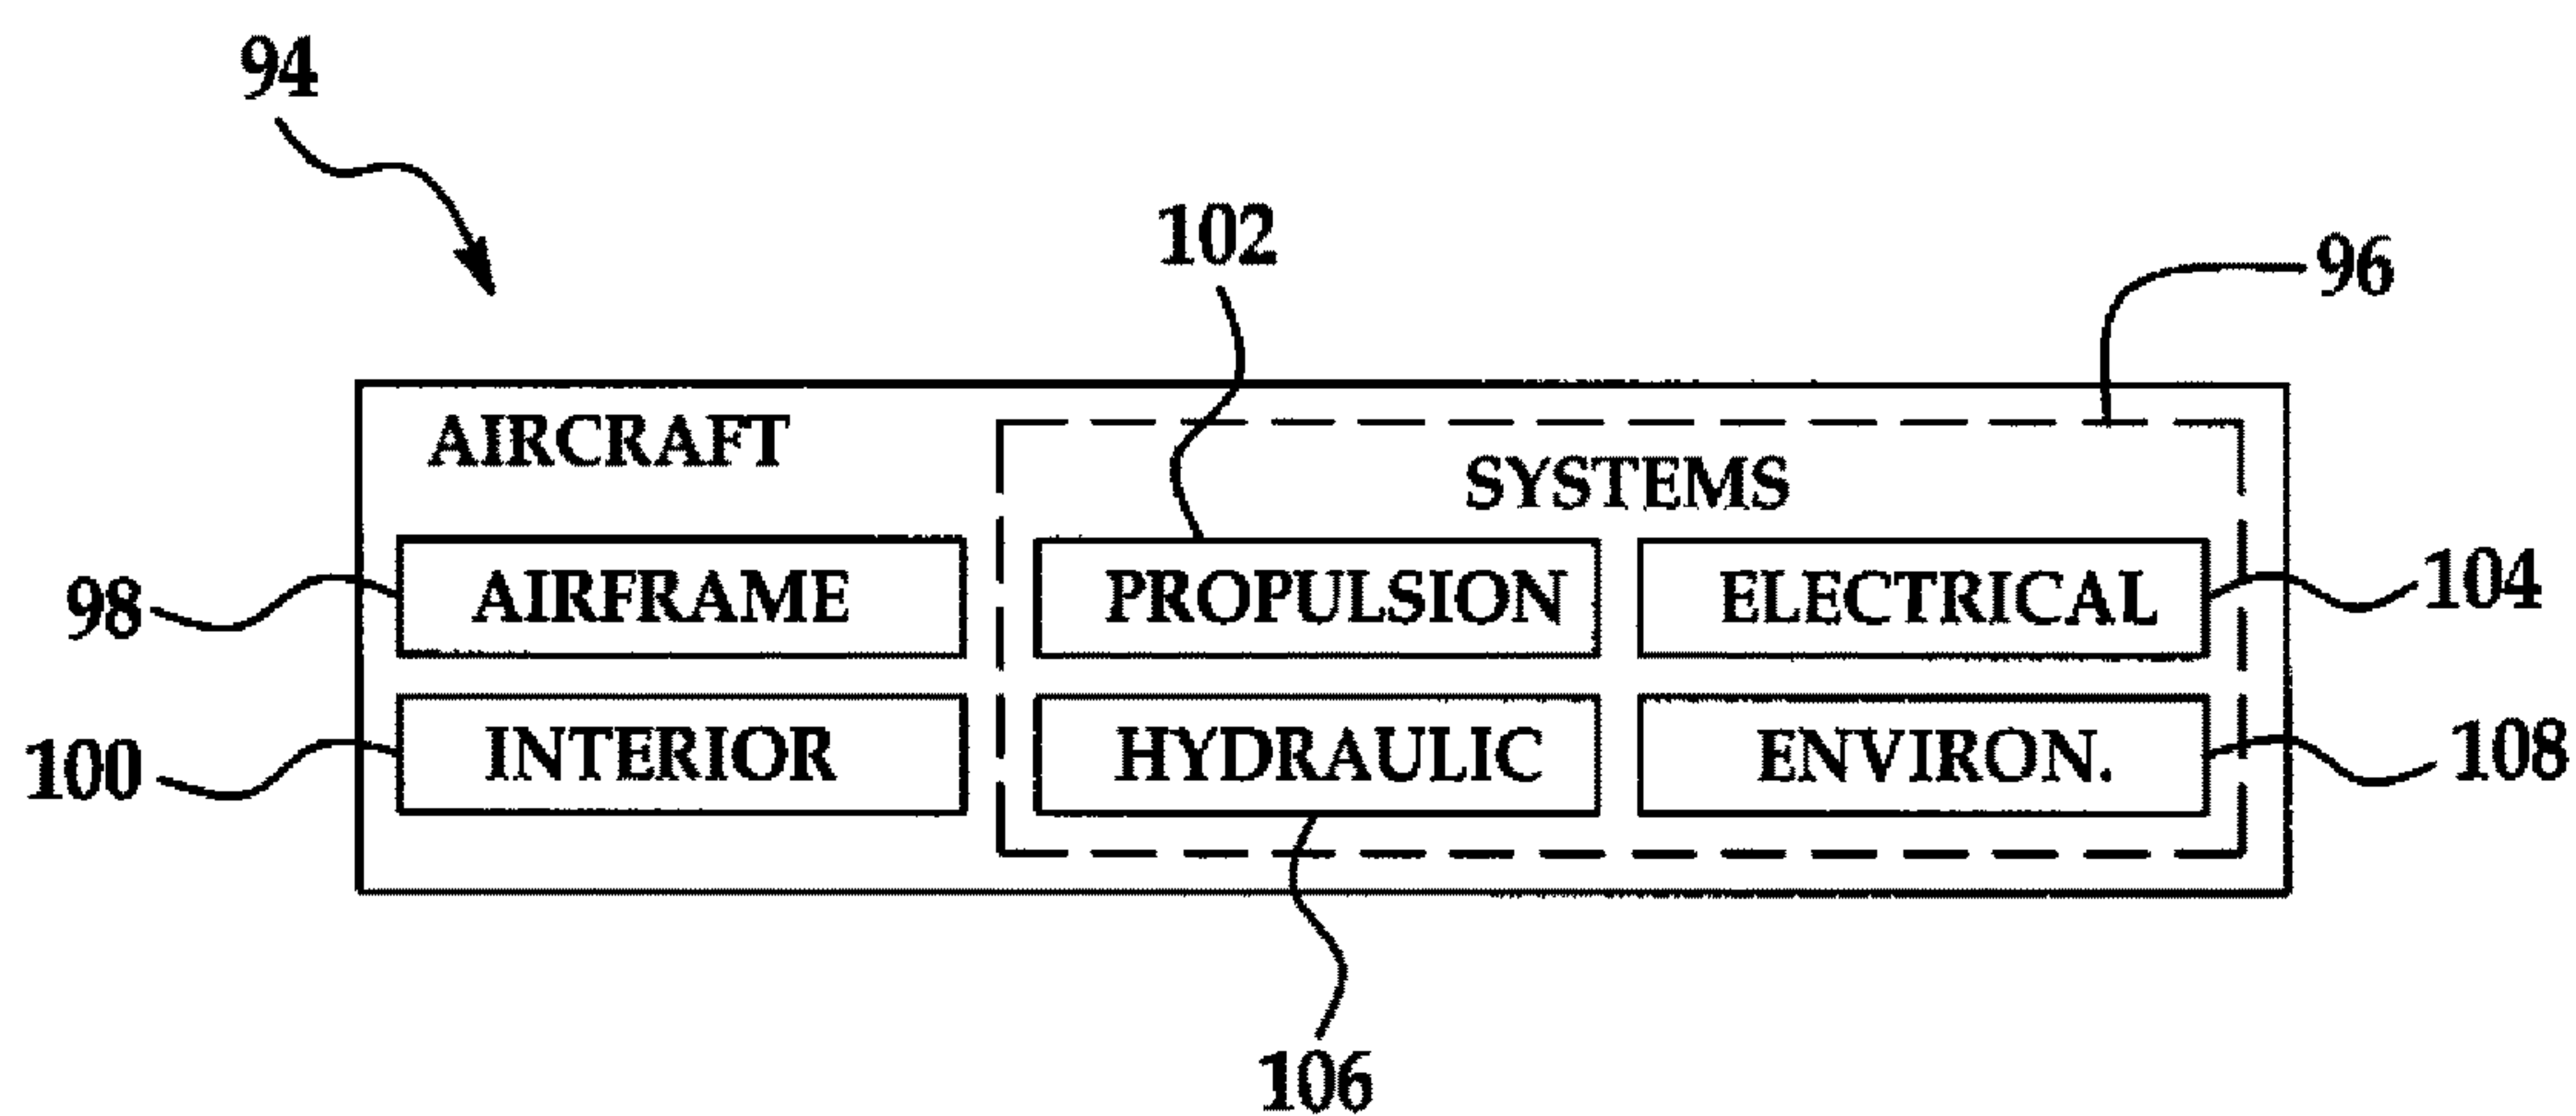 94
102
96
AIRCRAFT
SYSTEMS
98
AIRFRAME
PROPULSION
ELECTRICAL
104
100
INTERIOR
HYDRAULIC
ENVIRON.
108
106